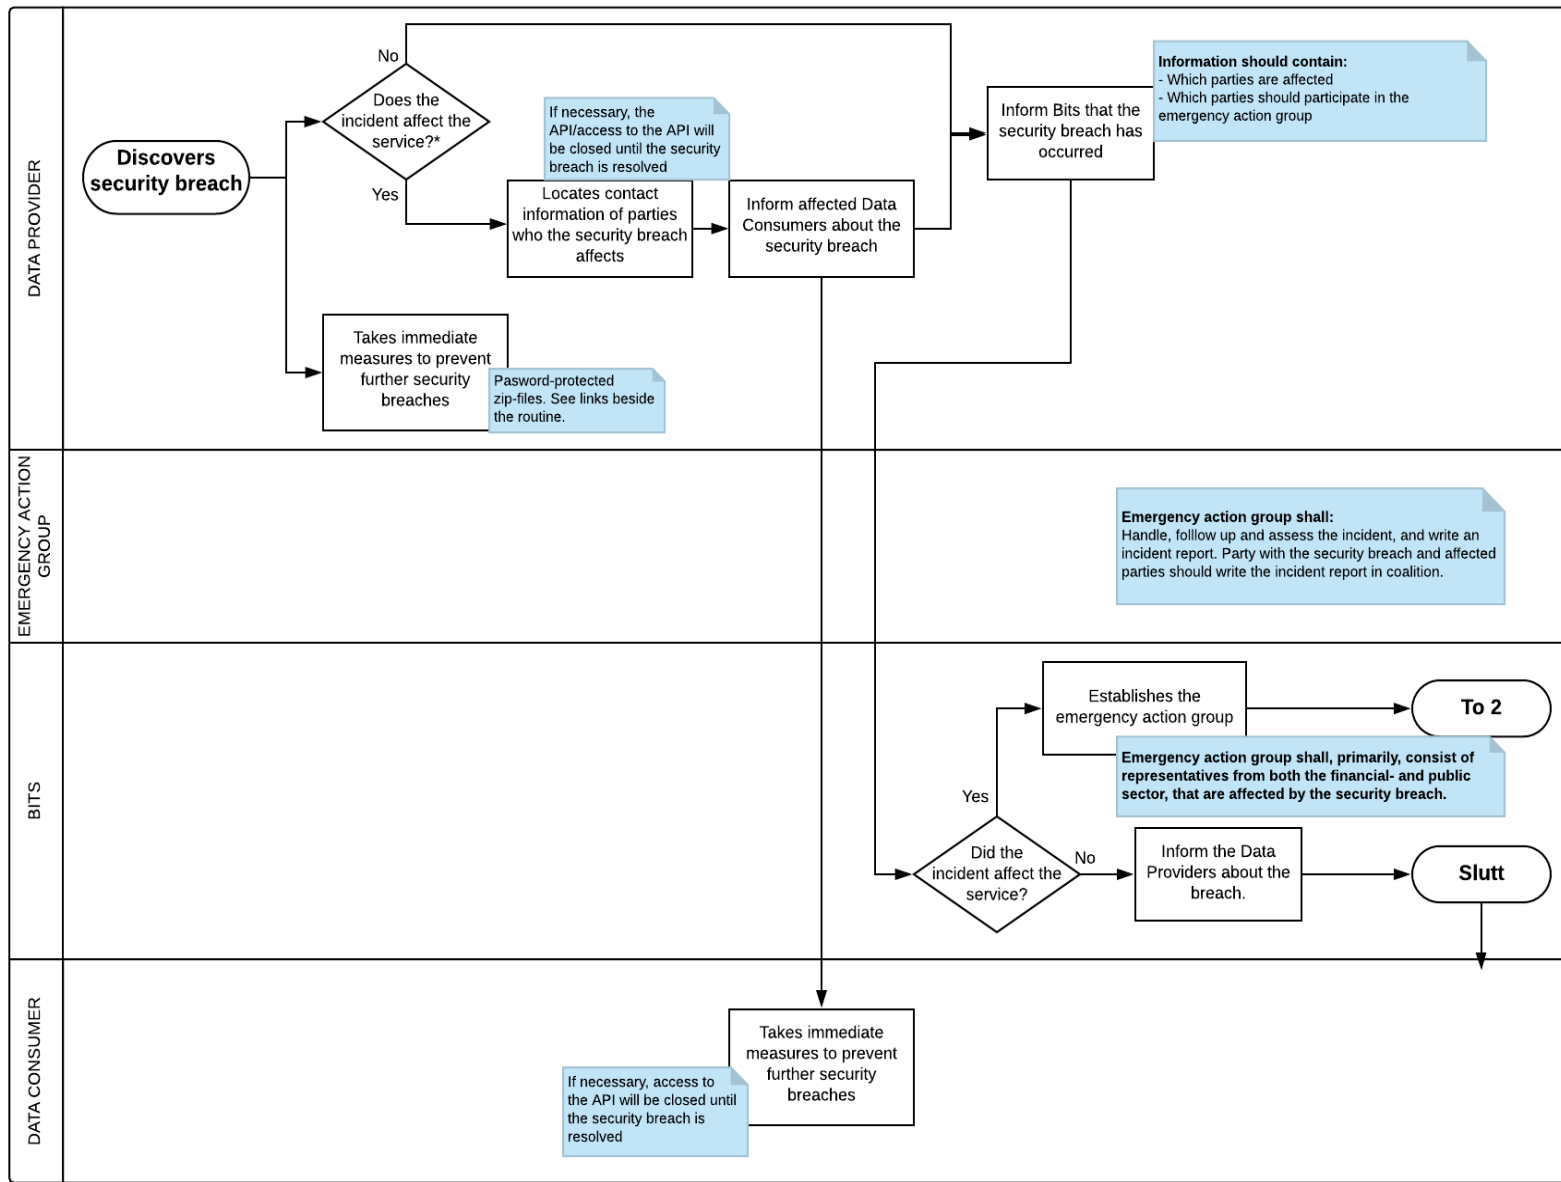 DATA PROVIDER
Discovers
security breach
No
Does the
incident affect the
service?*
Yes
If necessary, the
API/access to the API will
be closed until the security
breach is resolved
Locates contact
information of parties
who the security breach
affects
Inform affected Data
Consumers about the
security breach
Inform Bits that the
security breach has
occurred
Information should contain:
- Which parties are affected
- Which parties should participate in the
emergency action group
Takes immediate
measures to prevent
further security
breaches
Pasword-protected
zip-files. See links beside
the routine.
EMERGENCY ACTION
GROUP
Emergency action group shall:
Handle, folllow up and assess the incident, and write an
incident report. Party with the security breach and affected
parties should write the incident report in coalition.
BITS
Establishes the
emergency action group
To 2
Emergency action group shall, primarily, consist of
representatives from both the financial- and public
sector, that are affected by the security breach.
Yes
Did the
incident affect the
service?
No
Inform the Data
Providers about the
breach.
Slutt
DATA CONSUMER
Takes immediate
measures to prevent
further security
breaches
If necessary, access to
the API will be closed until
the security breach is
resolved